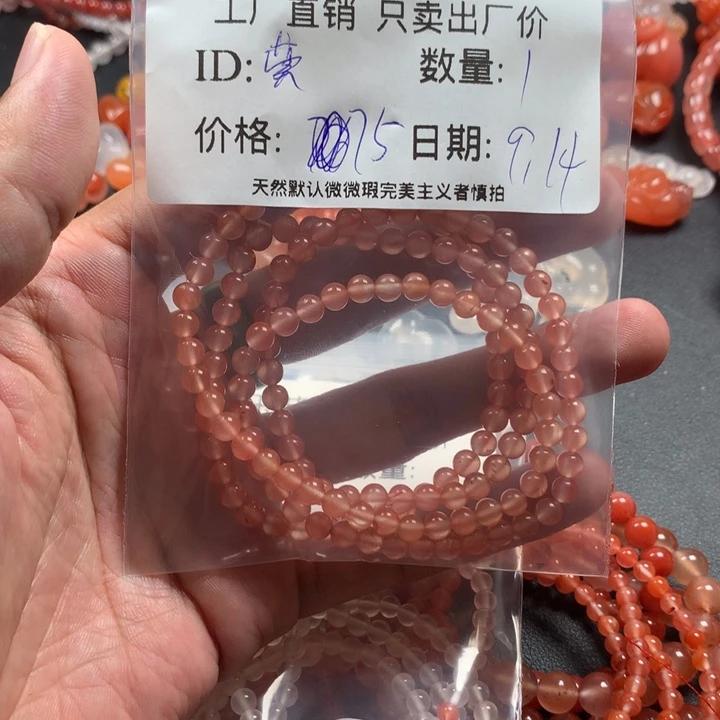 工厂直销 只卖出厂价
ID: 莹 数量: 1
价格: 75 日期: 9.14
天然默认微微瑕完美主义者慎拍